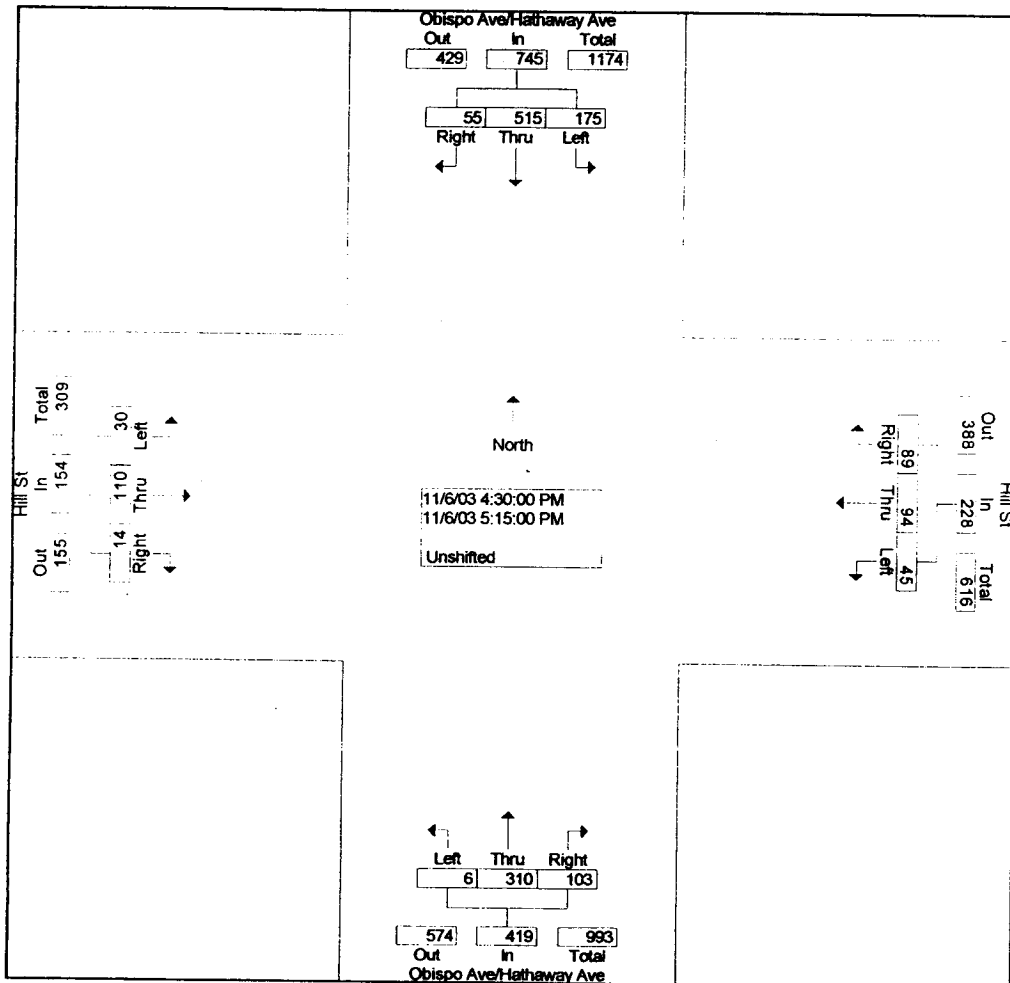 Obispo Ave/Hathaway Ave
Out In Total
429 745 1174
55 515 175
Right Thru Left
Hill St
Out In Total
155 154 309
30 110 14
Left Thru Right
North
11/6/03 4:30:00 PM
11/6/03 5:15:00 PM
Unshifted
Right Thru Left
89 94 45
Out In Total
388 228 616
Hill St
Left Thru Right
6 310 103
574 419 993
Out In Total
Obispo Ave/Hathaway Ave